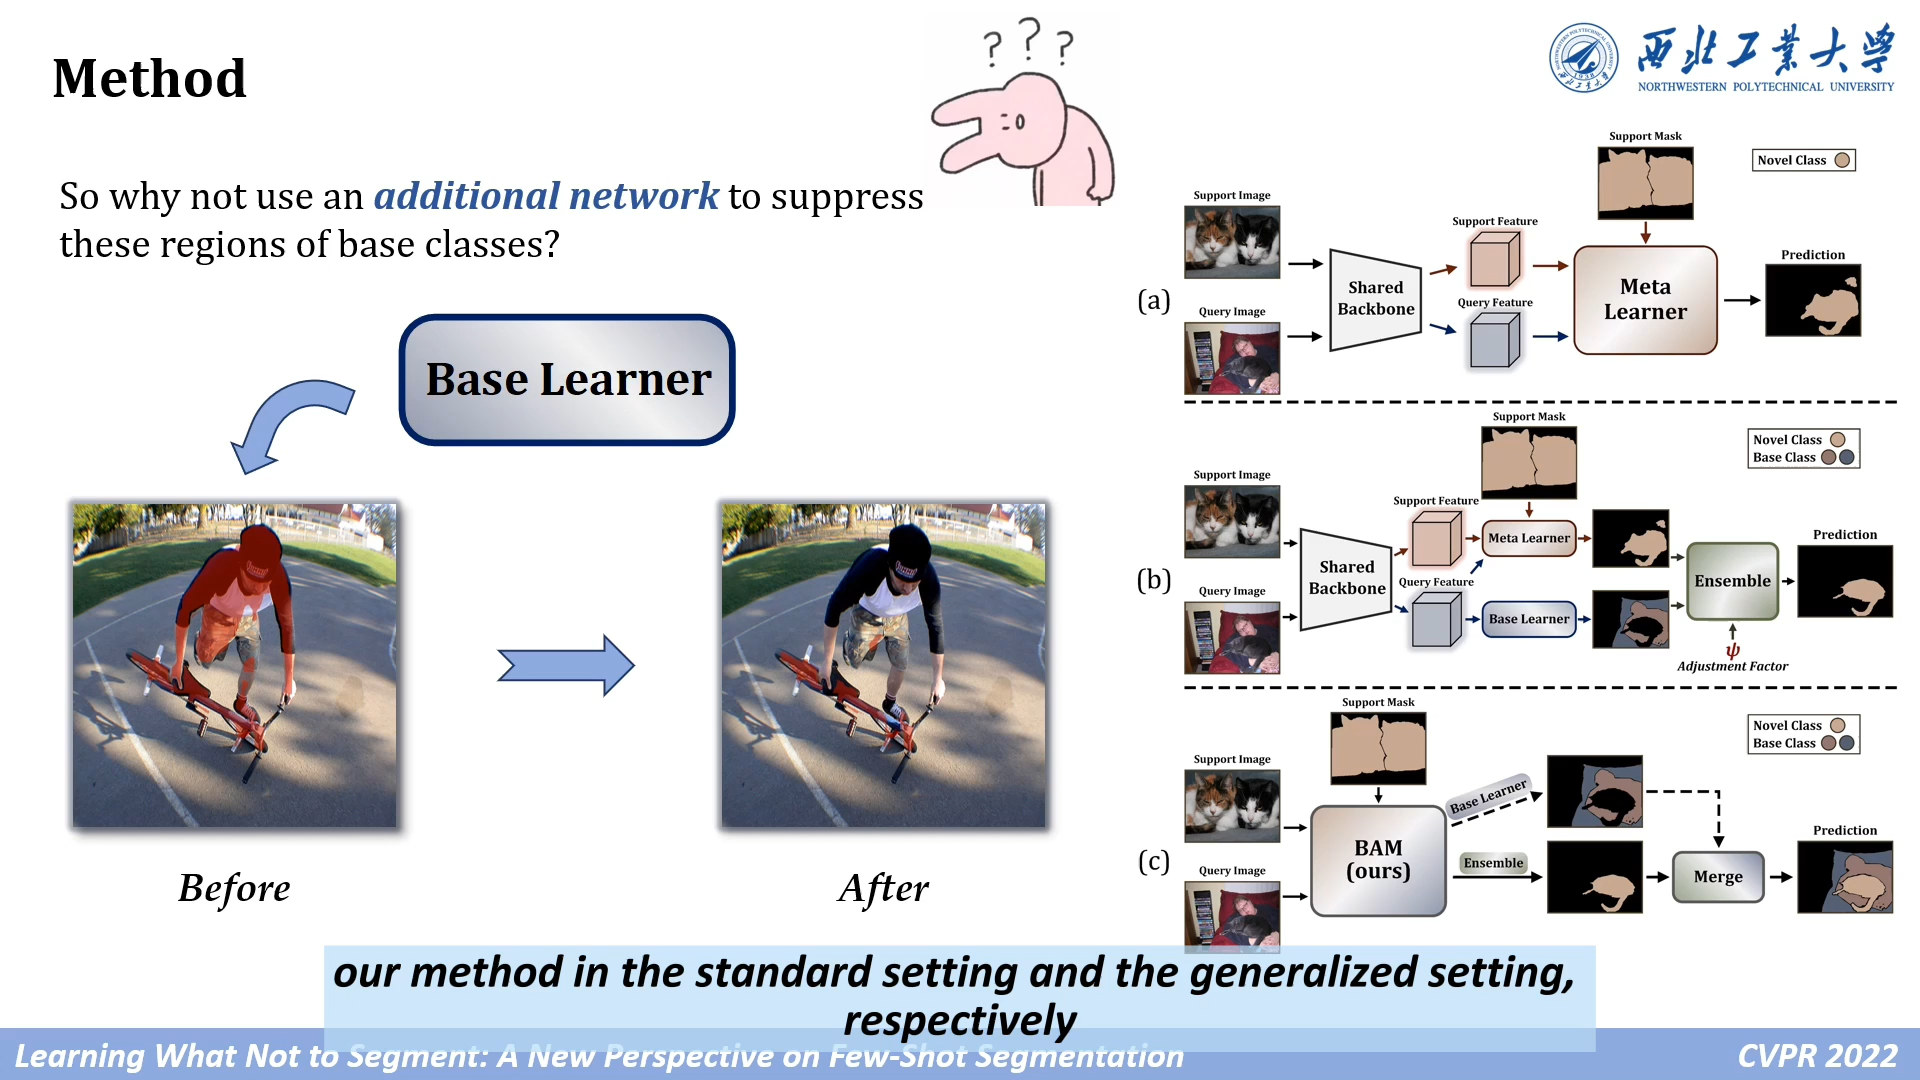 Method
? ? ?
西北工业大学
NORTHWESTERN POLYTECHNICAL UNIVERSITY
So why not use an additional network to suppress
these regions of base classes?
Base Learner
Before
After
(a)
Support Image
Query Image
Shared
Backbone
Support Feature
Query Feature
Support Mask
Meta
Learner
Novel Class
Prediction
(b)
Support Image
Query Image
Shared
Backbone
Support Feature
Query Feature
Support Mask
Meta Learner
Base Learner
Novel Class
Base Class
Ensemble
ψ
Adjustment Factor
Prediction
(c)
Support Image
Query Image
Support Mask
BAM
(ours)
Base Learner
Ensemble
Novel Class
Base Class
Merge
Prediction
our method in the standard setting and the generalized setting,
respectively
Learning What Not to Segment: A New Perspective on Few-Shot Segmentation
CVPR 2022